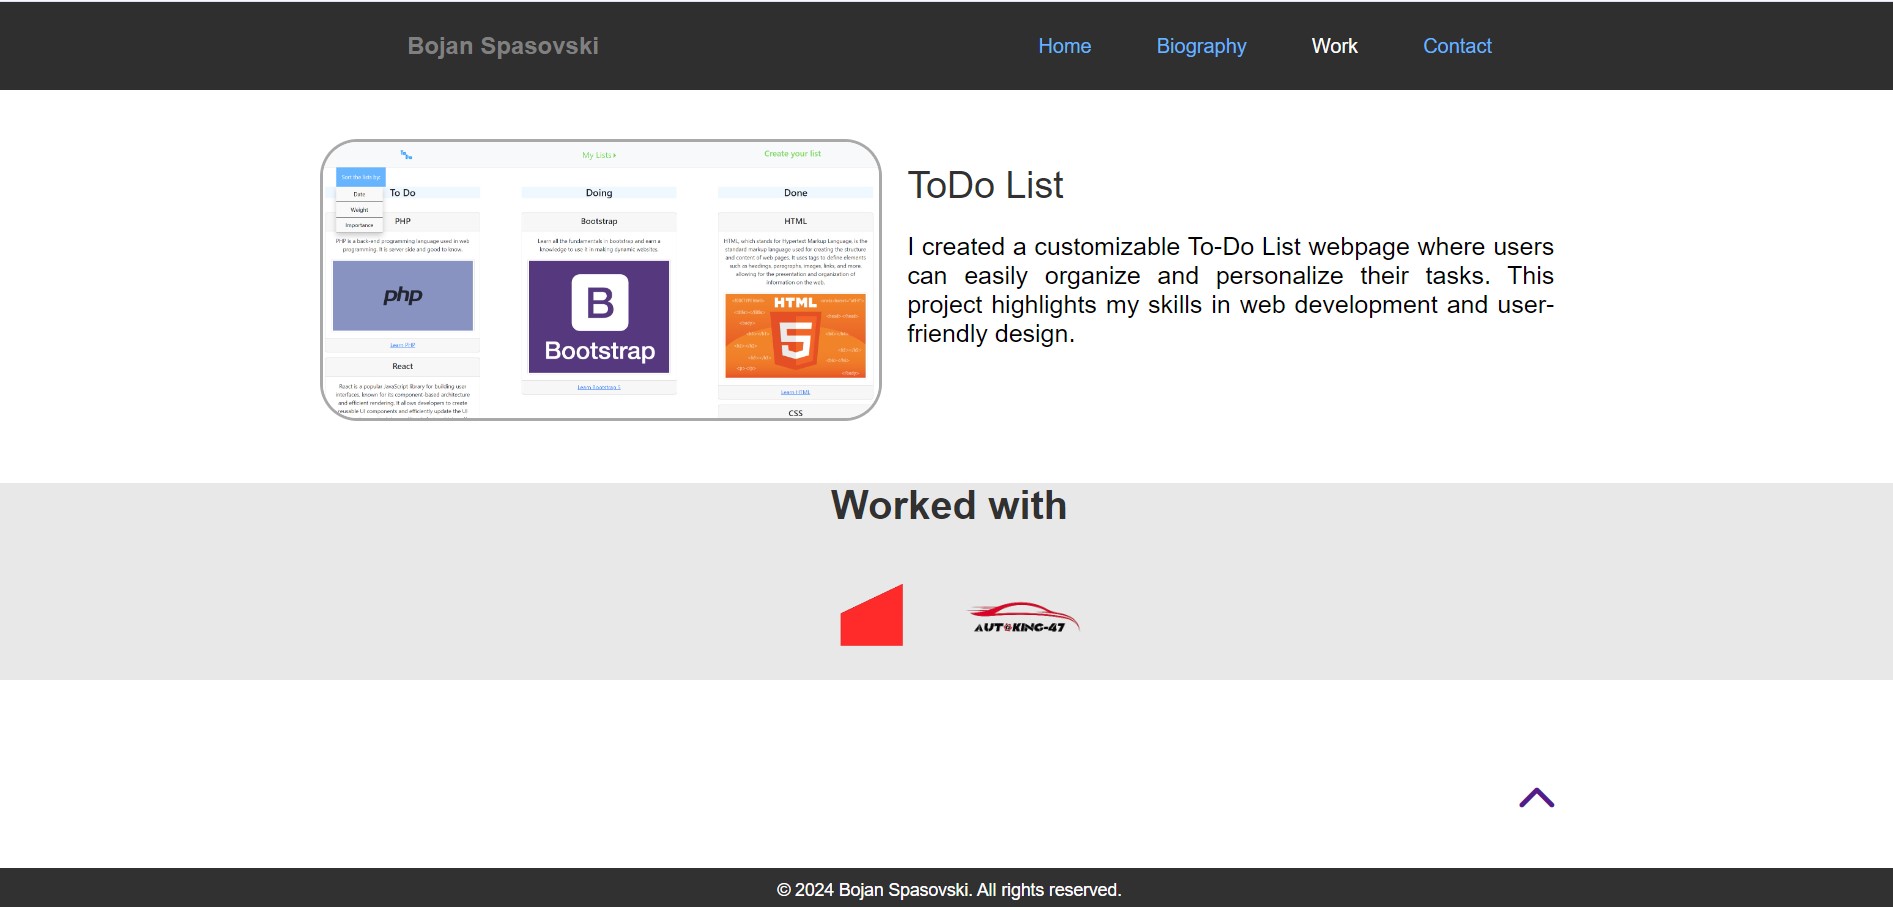 Bojan Spasovski
Home Biography Work Contact
My Lists
Create your list
Sort the lists by:
Date
Weight
Importance
To Do
PHP
PHP is a back-end programming language used in web
programming. It is server side and good to know.
php
Learn PHP
React
React is a popular JavaScript library for building user
interfaces, known for its component-based architecture
and efficient rendering. It allows developers to create
reusable UI components and efficiently update the UI
Doing
Bootstrap
Learn all the fundamentals in bootstrap and earn a
knowledge to use it in making dynamic websites.
B
Bootstrap
Learn Bootstrap 5
Done
HTML
HTML, which stands for Hypertext Markup Language, is the
standard markup language used for creating the structure
and content of web pages. It uses tags to define elements
such as headings, paragraphs, images, links, and more,
allowing for the presentation and organization of
information on the web.
HTML
5
Learn HTML
CSS
ToDo List
I created a customizable To-Do List webpage where users
can easily organize and personalize their tasks. This
project highlights my skills in web development and user-
friendly design.
Worked with
AUTOKING-47
© 2024 Bojan Spasovski. All rights reserved.